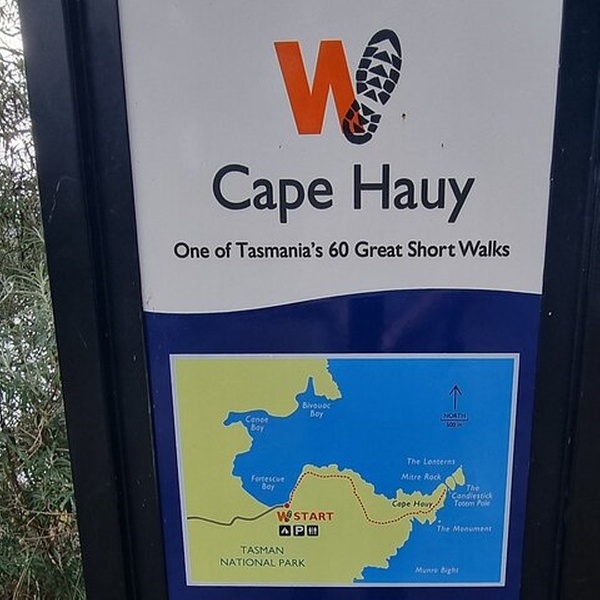 W
Cape Hauy
One of Tasmania's 60 Great Short Walks
Bivouac
Bay
Canoe
Bay
NORTH
500 m
Fortescue
Bay
The Lanterns
Mitre Rock
The
Candlestick
Totem Pole
Cape Hauy
W START
P
The Monument
TASMAN
NATIONAL PARK
Munro Bight